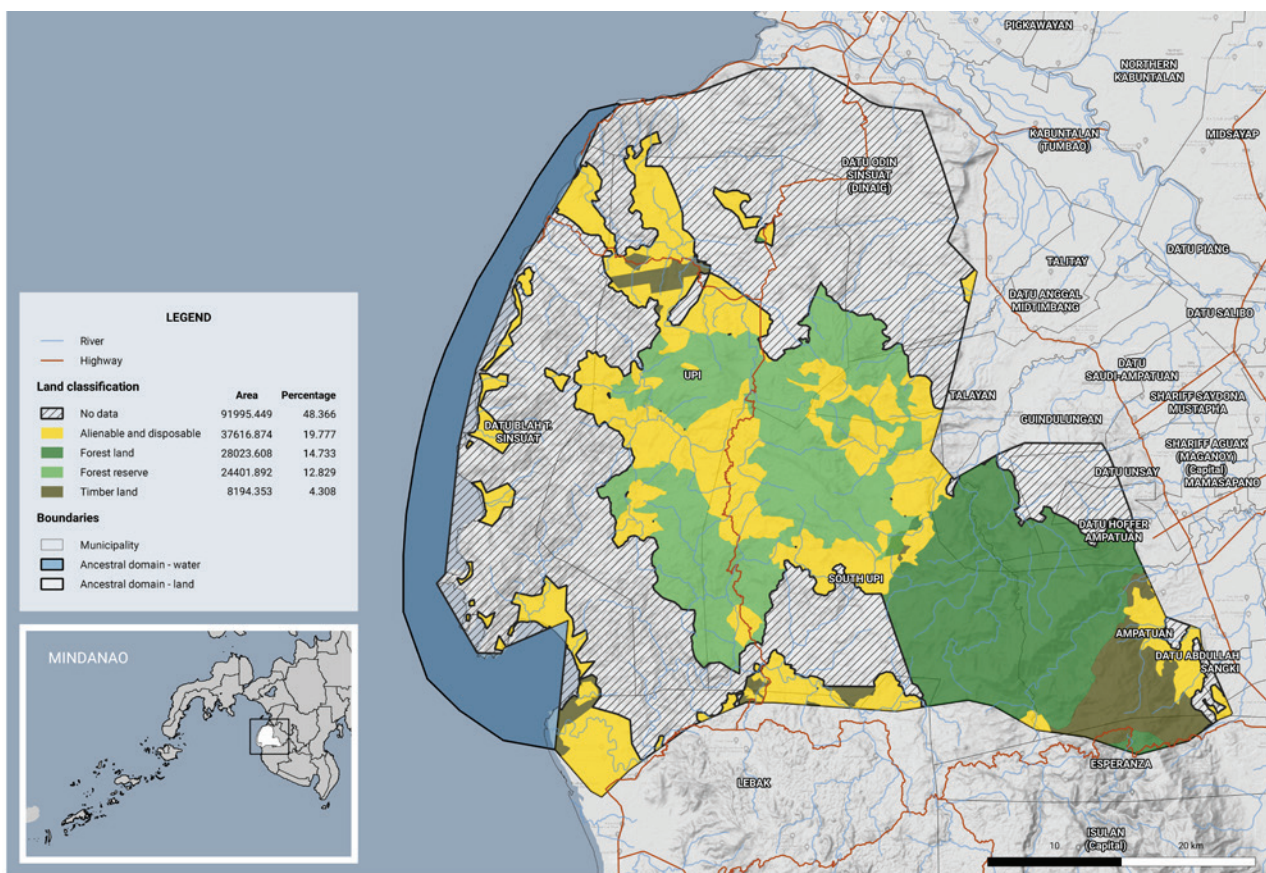 PIGKAWAYAN
NORTHERN
KABUNTALAN
KABUNTALAN
(TUMBAO)
MIDSAYAP
DATU ODIN
SINSUAT
(DINAIG)
DATU PIANG
TALITAY
DATU ANGGAL
MIDTIMBANG
DATU SALIBO
DATU
SAUDI-AMPATUAN
UPI
TALAYAN
SHARIFF SAYDONA
MUSTAPHA
GUINDULUNGAN
DATU BLAH T.
SINSUAT
SHARIFF AGUAK
(MAGANOY)
(Capital)
MAMASAPANO
DATU UNSAY
DATU HOFFER
AMPATUAN
SOUTH UPI
AMPATUAN
DATU ABDULLAH
SANGKI
ESPERANZA
LEBAK
ISULAN
(Capital)
10
20 km
LEGEND
River
Highway
Land classification
Area Percentage
No data 91995.449 48.366
Alienable and disposable 37616.874 19.777
Forest land 28023.608 14.733
Forest reserve 24401.892 12.829
Timber land 8194.353 4.308
Boundaries
Municipality
Ancestral domain - water
Ancestral domain - land
MINDANAO